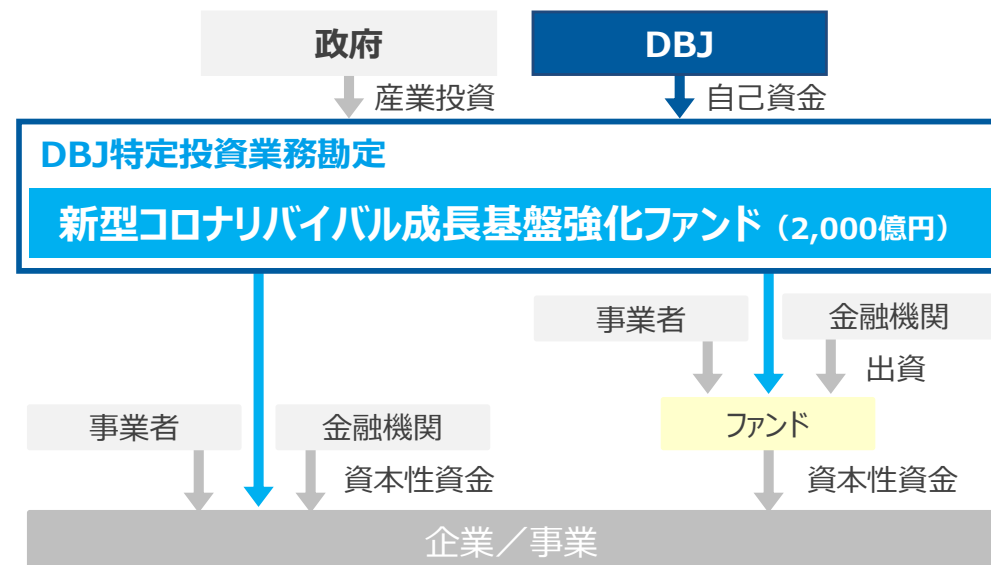 政府
DBJ
産業投資
自己資金
DBJ特定投資業務勘定
新型コロナリバイバル成長基盤強化ファンド（2,000億円）
事業者
金融機関
出資
事業者
金融機関
ファンド
資本性資金
資本性資金
企業／事業